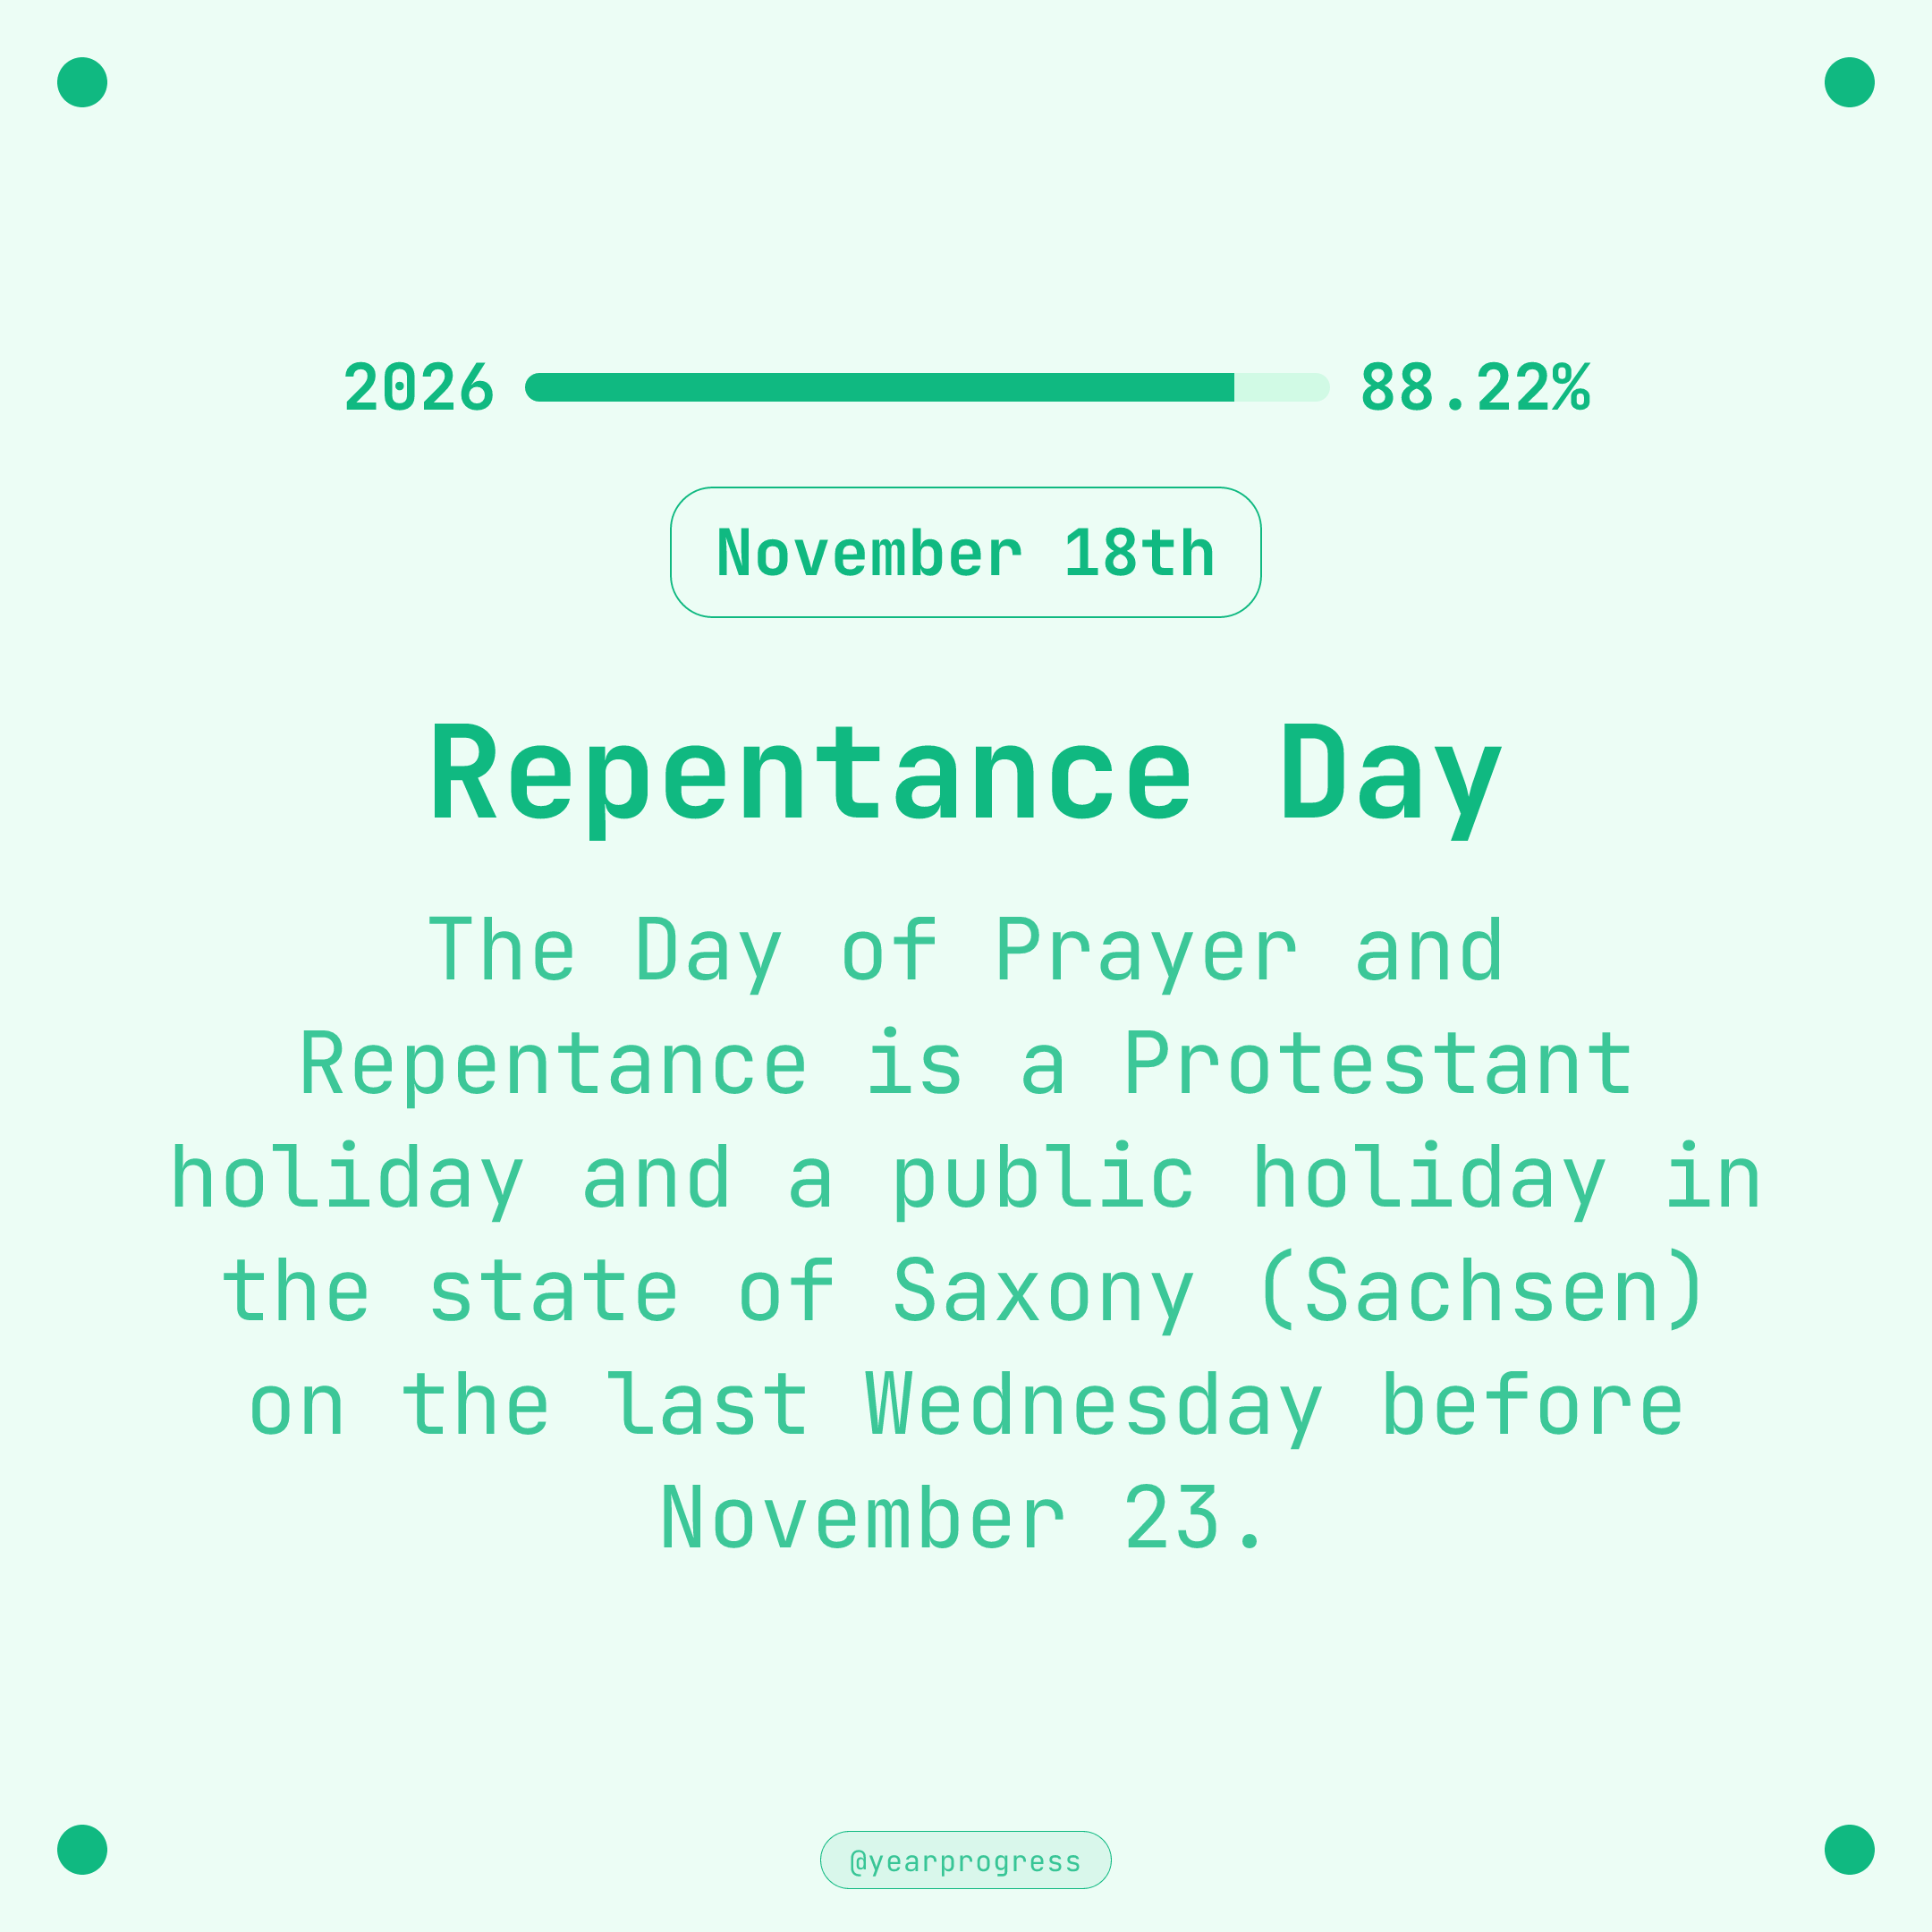 2026 88.22%
November 18th
Repentance Day
The Day of Prayer and
Repentance is a Protestant
holiday and a public holiday in
the state of Saxony (Sachsen)
on the last Wednesday before
November 23.
@yearprogress